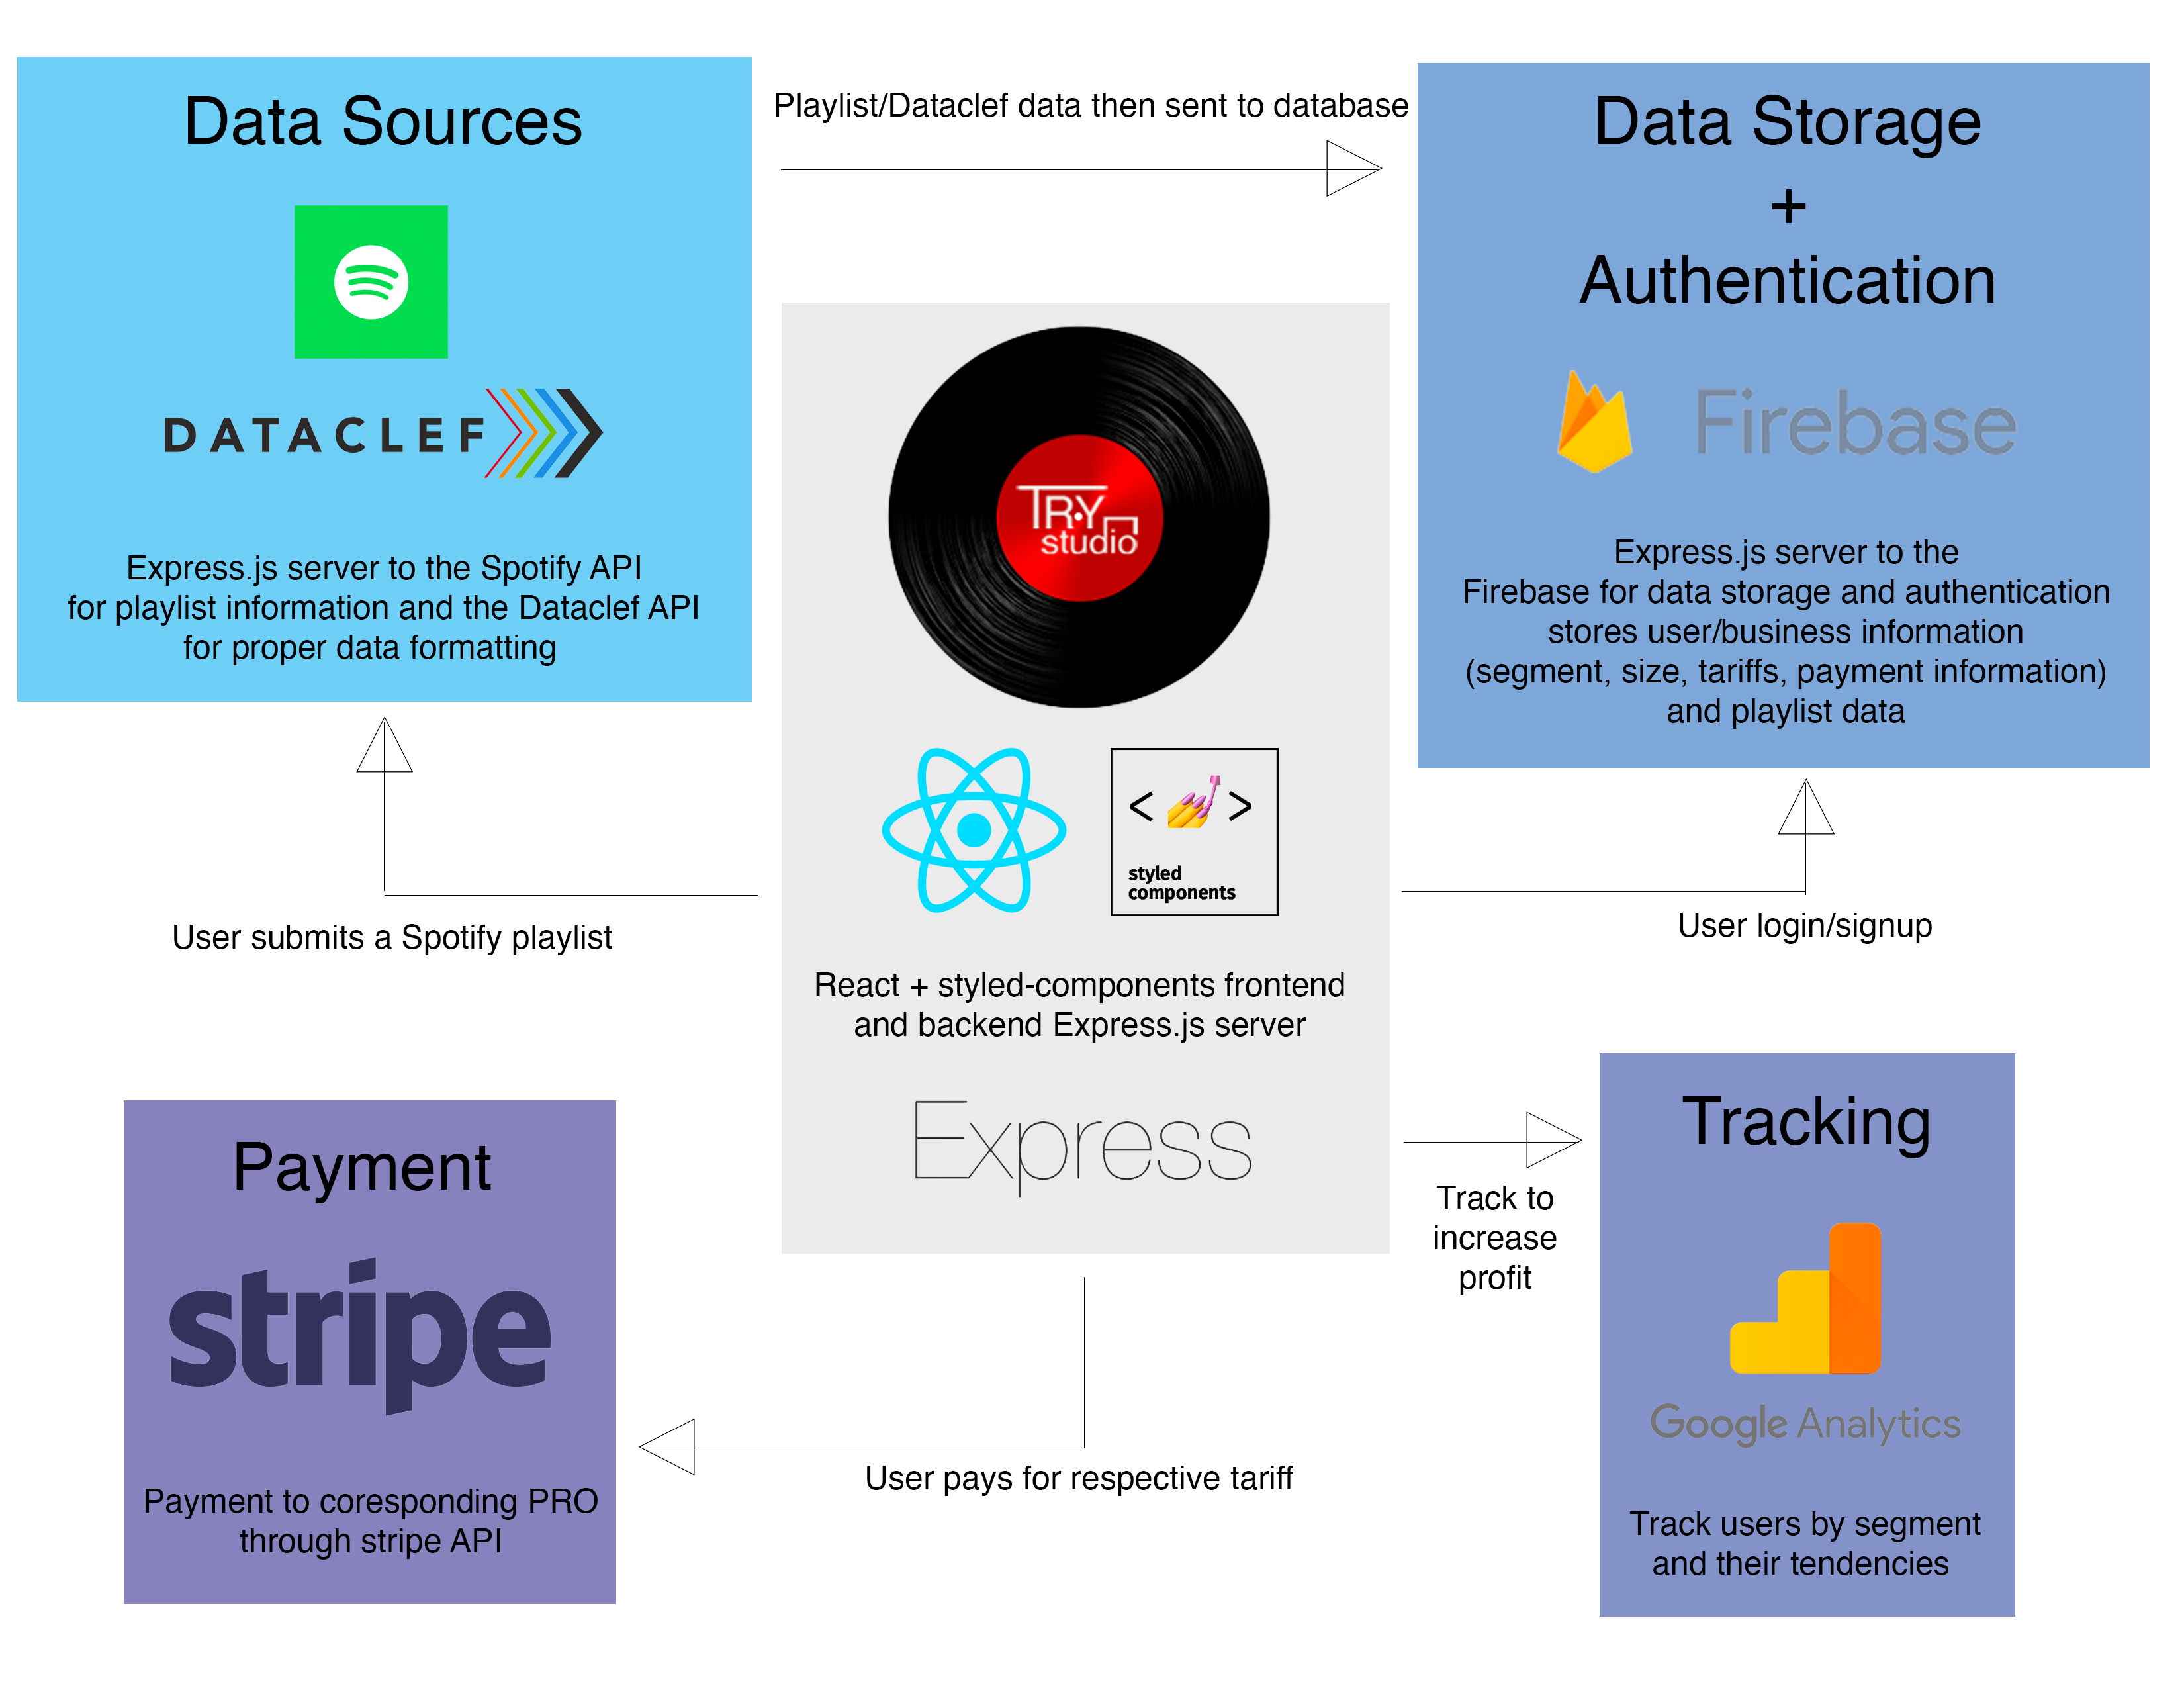 Data Sources
DATACLEF
Express.js server to the Spotify API
for playlist information and the Dataclef API
for proper data formatting
Playlist/Dataclef data then sent to database
Data Storage
+
Authentication
Firebase
Express.js server to the
Firebase for data storage and authentication
stores user/business information
(segment, size, tariffs, payment information)
and playlist data
TRY
studio
< >
styled
components
React + styled-components frontend
and backend Express.js server
Express
User submits a Spotify playlist
User login/signup
Payment
stripe
Payment to coresponding PRO
through stripe API
User pays for respective tariff
Track to
increase
profit
Tracking
Google Analytics
Track users by segment
and their tendencies